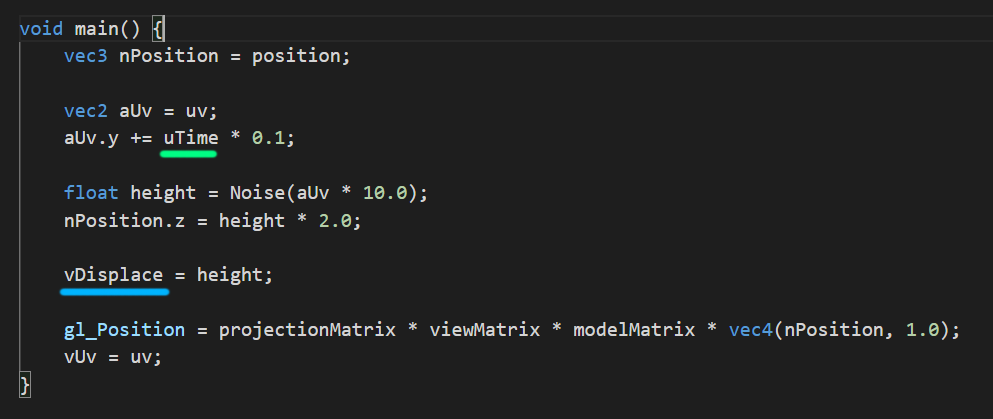 void main() {
vec3 nPosition = position;
vec2 aUv = uv;
aUv.y += uTime * 0.1;
float height = Noise(aUv * 10.0);
nPosition.z = height * 2.0;
vDisplace = height;
gl_Position = projectionMatrix * viewMatrix * modelMatrix * vec4(nPosition, 1.0);
vUv = uv;
}